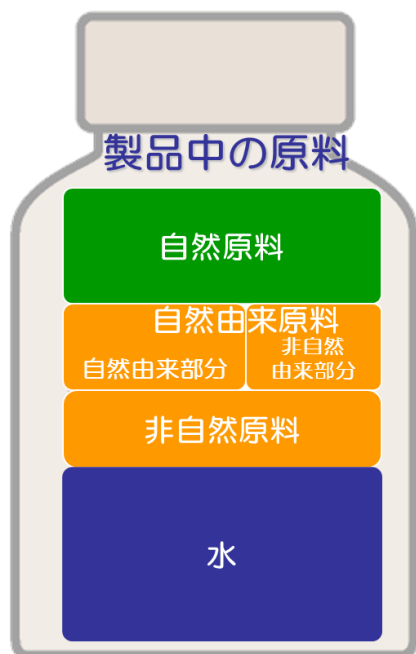 製品中の原料
自然原料
自然由来原料
自然由来部分
非自然
由来部分
非自然原料
水